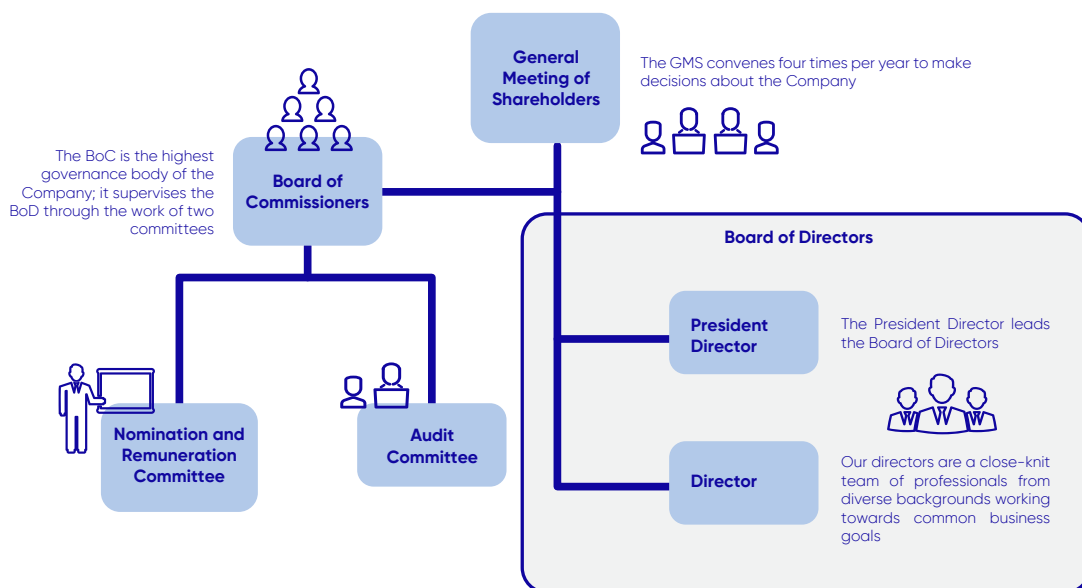 General
Meeting of
Shareholders
The GMS convenes four times per year to make
decisions about the Company
The BoC is the highest
governance body of the
Company; it supervises the
BoD through the work of two
committees
Board of
Commissioners
Board of Directors
President
Director
The President Director leads
the Board of Directors
Nomination and
Remuneration
Committee
Audit
Committee
Director
Our directors are a close-knit
team of professionals from
diverse backgrounds working
towards common business
goals